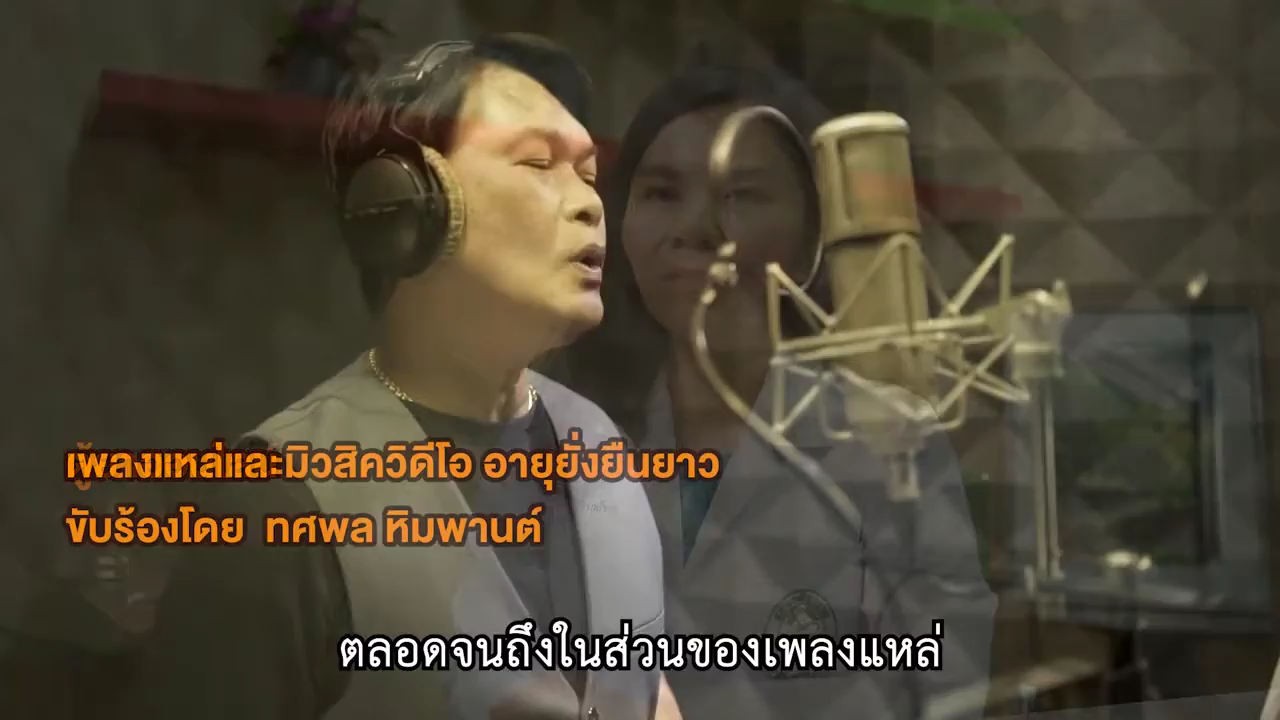 เพลงแหล่และมิวสิควิดีโอ อายุยั่งยืนยาว
ขับร้องโดย ทศพล หิมพานต์
ตลอดจนถึงในส่วนของเพลงแหล่